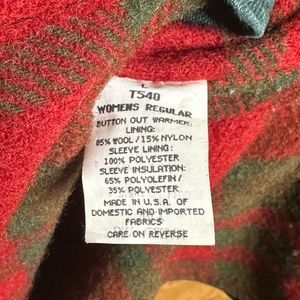 L
T540
WOMENS REGULAR
BUTTON OUT WARMER
LINING:
85% WOOL / 15% NYLON
SLEEVE LINING:
100% POLYESTER
SLEEVE INSULATION:
65% POLYOLEFIN/
35% POLYESTER
MADE IN U.S.A. OF
DOMESTIC AND IMPORTED
FABRICS
CARE ON REVERSE